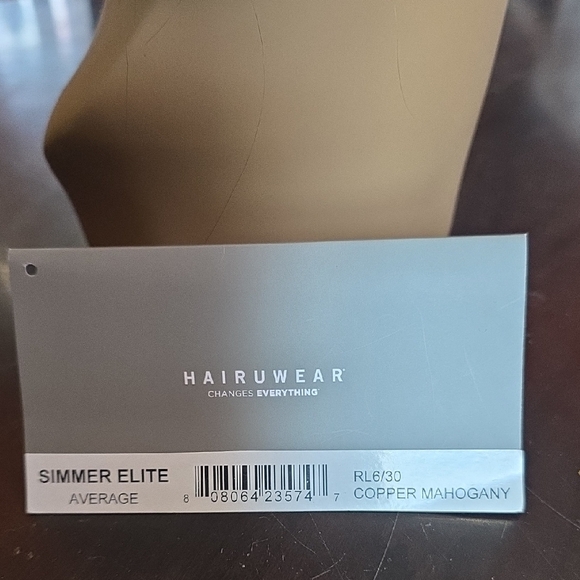 HAIRUWEAR
CHANGES EVERYTHING
SIMMER ELITE
AVERAGE
8 08064 23574 7
RL6/30
COPPER MAHOGANY